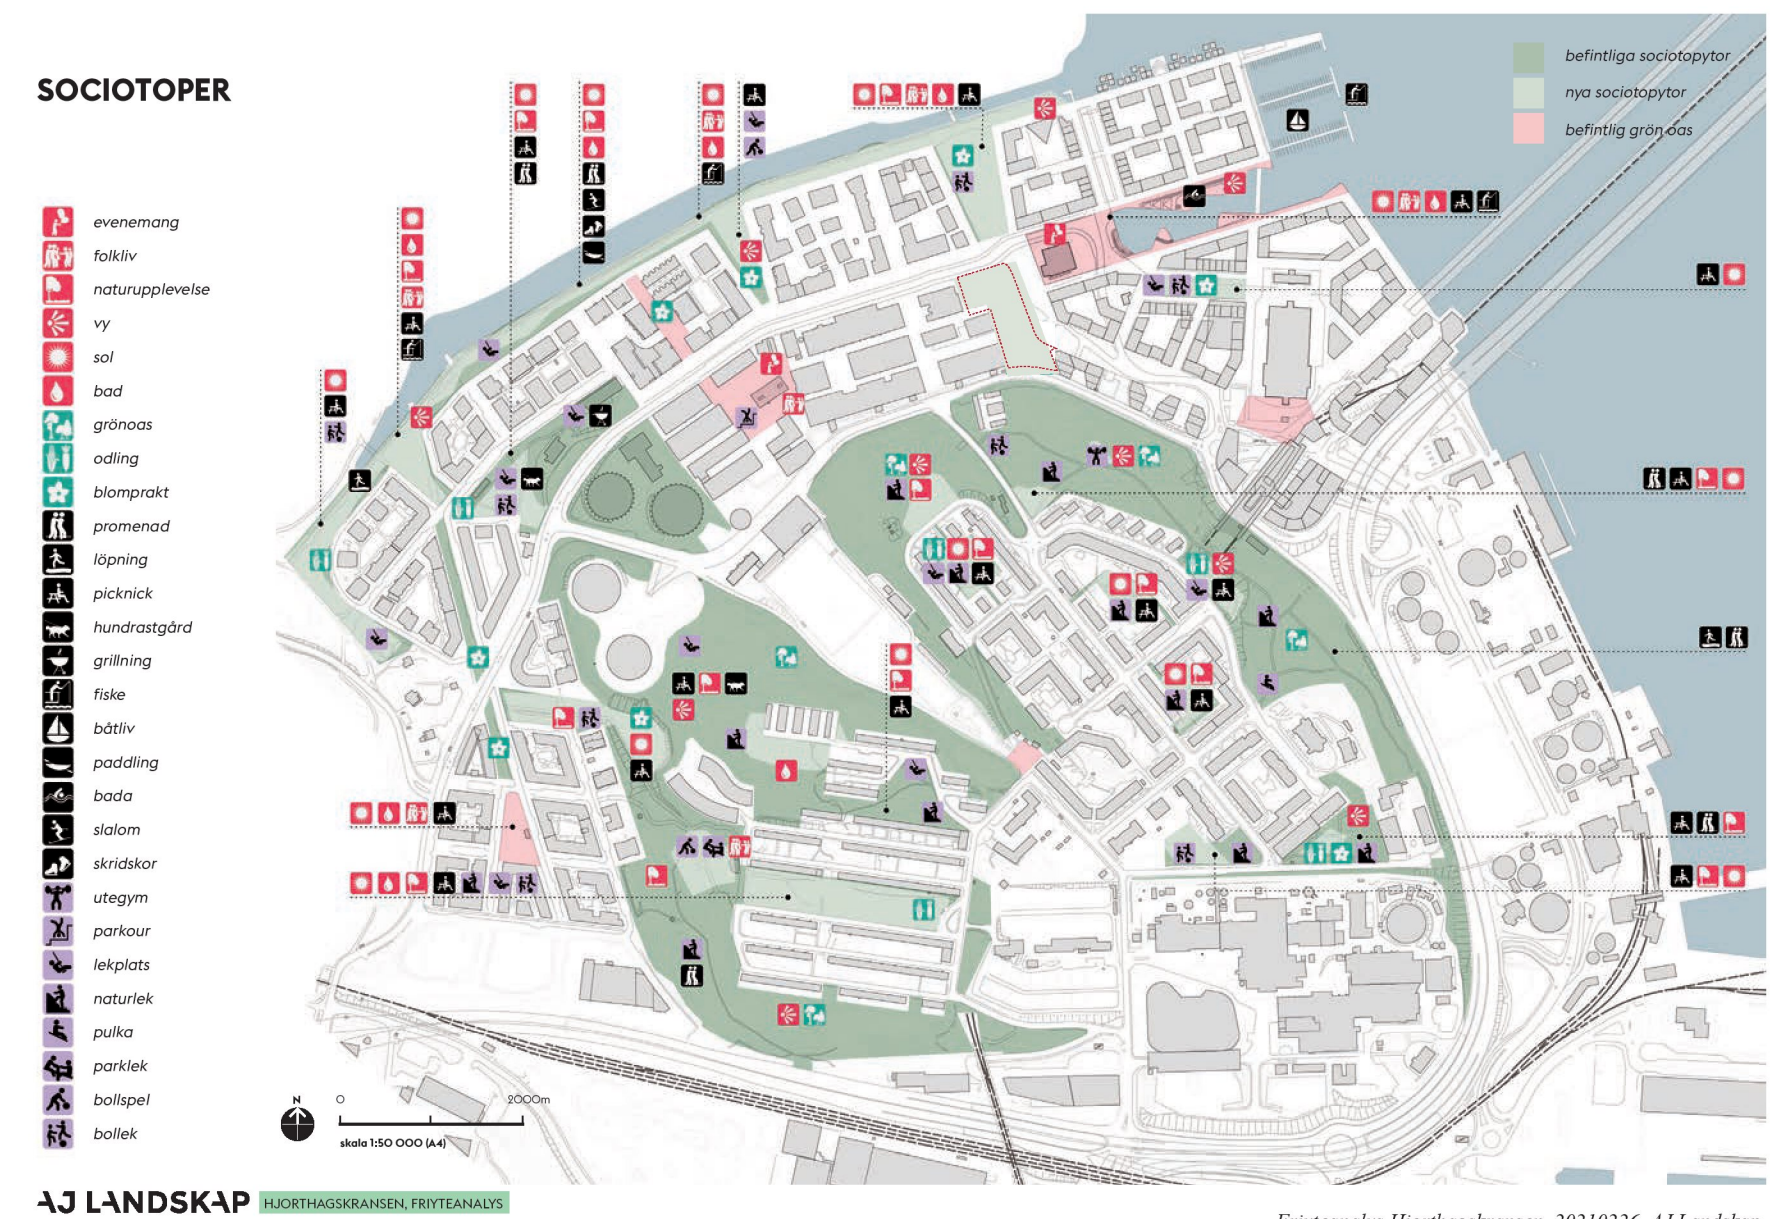 SOCIOTOPER
befintliga sociotopytor
nya sociotopytor
befintlig grön oas
evenemang
folkliv
naturupplevelse
vy
sol
bad
grönoas
odling
blomprakt
promenad
löpning
picknick
hundrastgård
grillning
fiske
båtliv
paddling
bada
slalom
skridskor
utegym
parkour
lekplats
naturlek
pulka
parklek
bollspel
bollek
N
0 2000m
skala 1:50 000 (A4)
AJ LANDSKAP
HJORTHAGSKRANSEN, FRIYTEANALYS